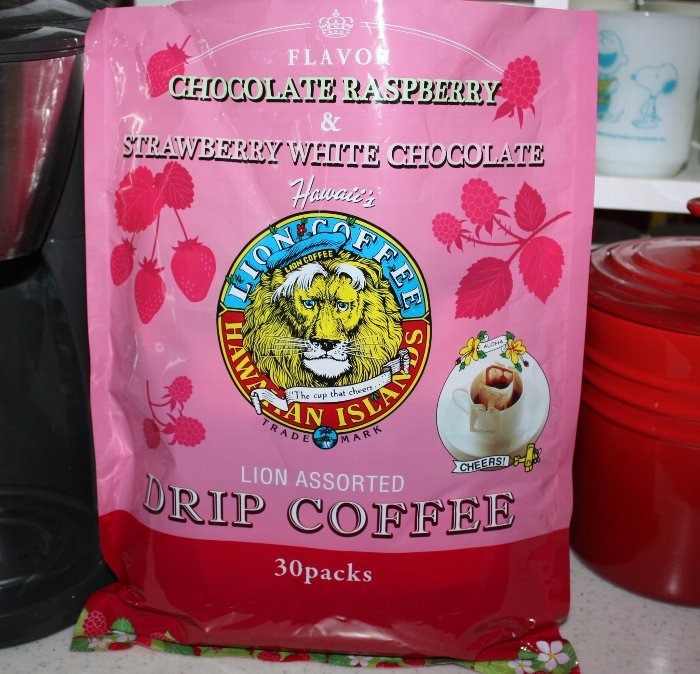 FLAVOR
CHOCOLATE RASPBERRY
&
STRAWBERRY WHITE CHOCOLATE
Hawaii's
LION COFFEE
LION COFFEE
"The cup that cheers...
HAWAIIAN ISLANDS
TRADE MARK
ALOHA
CHEERS!
LION ASSORTED
DRIP COFFEE
30packs